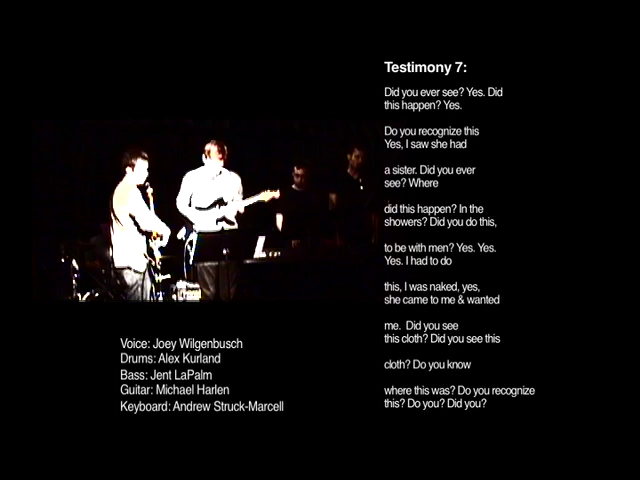 Testimony 7:
Did you ever see? Yes. Did
this happen? Yes.
Do you recognize this
Yes, I saw she had
a sister. Did you ever
see? Where
did this happen? In the
showers? Did you do this,
to be with men? Yes. Yes.
Yes. I had to do
this, I was naked, yes,
she came to me & wanted
me.  Did you see
this cloth? Did you see this
cloth? Do you know
where this was? Do you recognize
this? Do you? Did you?
Voice: Joey Wilgenbusch
Drums: Alex Kurland
Bass: Jent LaPalm
Guitar: Michael Harlen
Keyboard: Andrew Struck-Marcell